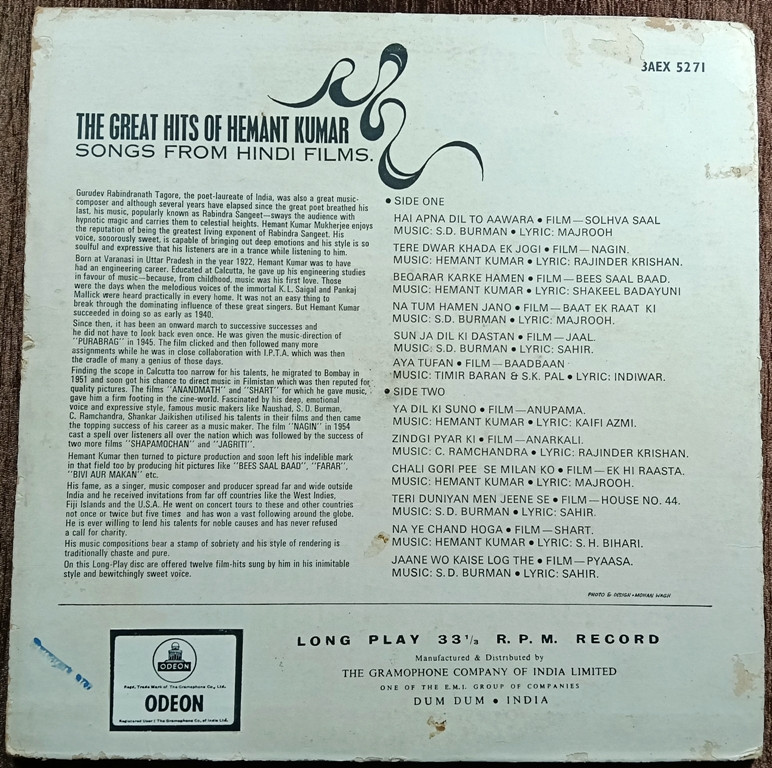 3AEX 5271
THE GREAT HITS OF HEMANT KUMAR
SONGS FROM HINDI FILMS.
Gurudev Rabindranath Tagore, the poet-laureate of India, was also a great music-
composer and although several years have elapsed since the great poet breathed his
last, his music, popularly known as Rabindra Sangeet—sways the audience with
hypnotic magic and carries them to celestial heights. Hemant Kumar Mukherjee enjoys
the reputation of being the greatest living exponent of Rabindra Sangeet. His
voice, sonorously sweet, is capable of bringing out deep emotions and his style is so
soulful and expressive that his listeners are in a trance while listening to him.
Born at Varanasi in Uttar Pradesh in the year 1922, Hemant Kumar was to have
had an engineering career. Educated at Calcutta, he gave up his engineering studies
in favour of music—because, from childhood, music was his first love. Those
were the days when the melodious voices of the immortal K. L. Saigal and Pankaj
Mallick were heard practically in every home. It was not an easy thing to
break through the dominating influence of these great singers. But Hemant Kumar
succeeded in doing so as early as 1940.
Since then, it has been an onward march to successive successes and
he did not have to look back even once. He was given the music-direction of
"PURABRAG" in 1945. The film clicked and then followed many more
assignments while he was in close collaboration with I.P.T.A. which was then
the cradle of many a genius of those days.
Finding the scope in Calcutta too narrow for his talents, he migrated to Bombay in
1951 and soon got his chance to direct music in Filmistan which was then reputed for
quality pictures. The films "ANANDMATH" and "SHART" for which he gave music,
gave him a firm footing in the cine-world. Fascinated by his deep, emotional
voice and expressive style, famous music makers like Naushad, S. D. Burman,
C. Ramchandra, Shankar Jaikishen utilised his talents in their films and then came
the topping success of his career as a music maker. The film "NAGIN" in 1954
cast a spell over listeners all over the nation which was followed by the success of
two more films "SHAPAMOCHAN" and "JAGRITI".
Hemant Kumar then turned to picture production and soon left his indelible mark
in that field too by producing hit pictures like "BEES SAAL BAAD", "FARAR",
"BIVI AUR MAKAN" etc.
His fame, as a singer, music composer and producer spread far and wide outside
India and he received invitations from far off countries like the West Indies,
Fiji Islands and the U.S.A. He went on concert tours to these and other countries
not once or twice but five times and has won a vast following around the globe.
He is ever willing to lend his talents for noble causes and has never refused
a call for charity.
His music compositions bear a stamp of sobriety and his style of rendering is
traditionally chaste and pure.
On this Long-Play disc are offered twelve film-hits sung by him in his inimitable
style and bewitchingly sweet voice.
• SIDE ONE
HAI APNA DIL TO AAWARA • FILM—SOLHVA SAAL
MUSIC: S.D. BURMAN • LYRIC: MAJROOH
TERE DWAR KHADA EK JOGI • FILM—NAGIN.
MUSIC: HEMANT KUMAR • LYRIC: RAJINDER KRISHAN.
BEQARAR KARKE HAMEN • FILM—BEES SAAL BAAD.
MUSIC: HEMANT KUMAR • LYRIC: SHAKEEL BADAYUNI
NA TUM HAMEN JANO • FILM—BAAT EK RAAT KI
MUSIC: S.D. BURMAN • LYRIC: MAJROOH.
SUN JA DIL KI DASTAN • FILM—JAAL.
MUSIC: S.D. BURMAN • LYRIC: SAHIR.
AYA TUFAN • FILM—BAADBAAN
MUSIC: TIMIR BARAN & S.K. PAL • LYRIC: INDIWAR.
• SIDE TWO
YA DIL KI SUNO • FILM—ANUPAMA.
MUSIC: HEMANT KUMAR • LYRIC: KAIFI AZMI.
ZINDGI PYAR KI • FILM—ANARKALI.
MUSIC: C. RAMCHANDRA • LYRIC: RAJINDER KRISHAN.
CHALI GORI PEE SE MILAN KO • FILM—EK HI RAASTA.
MUSIC: HEMANT KUMAR • LYRIC: MAJROOH.
TERI DUNIYAN MEN JEENE SE • FILM—HOUSE NO. 44.
MUSIC: S.D. BURMAN • LYRIC: SAHIR.
NA YE CHAND HOGA • FILM—SHART.
MUSIC: HEMANT KUMAR • LYRIC: S. H. BIHARI.
JAANE WO KAISE LOG THE • FILM—PYAASA.
MUSIC: S.D. BURMAN • LYRIC: SAHIR.
PHOTO & DESIGN • MOHAN WAGH
ODEON
Regd. Trade Mark of The Gramophone Co., Ltd.
ODEON
Registered User : The Gramophone Co., of India Ltd.
LONG PLAY 33 1/3 R.P.M. RECORD
Manufactured & Distributed by
THE GRAMOPHONE COMPANY OF INDIA LIMITED
ONE OF THE E.M.I. GROUP OF COMPANIES
DUM DUM • INDIA